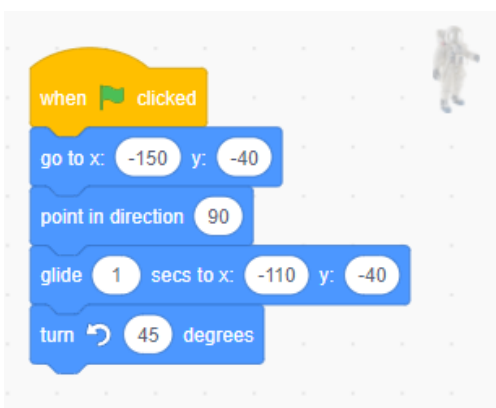 when clicked
go to x: -150 y: -40
point in direction 90
glide 1 secs to x: -110 y: -40
turn 45 degrees